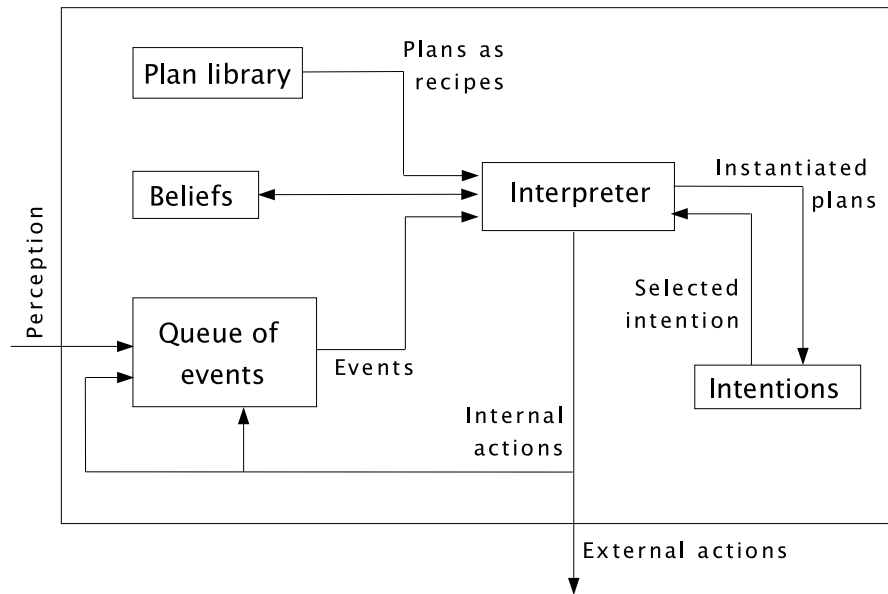 Plan library
Plans as
recipes
Beliefs
Interpreter
Instantiated
plans
Perception
Queue of
events
Events
Selected
intention
Intentions
Internal
actions
External actions